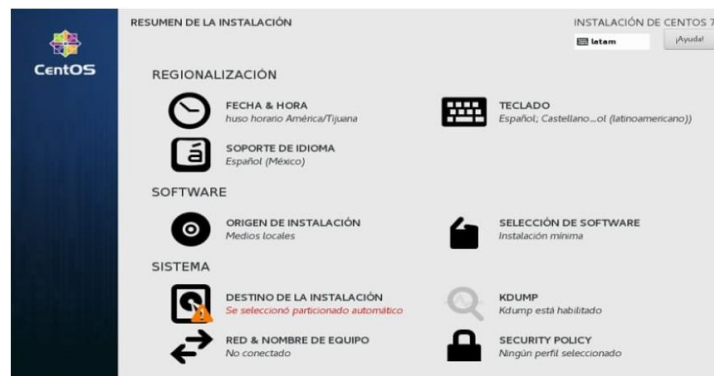 RESUMEN DE LA INSTALACIÓN
INSTALACIÓN DE CENTOS 7
latam
¡Ayuda!
CentOS
REGIONALIZACIÓN
FECHA & HORA
huso horario América/Tijuana
TECLADO
Español; Castellano...ol (latinoamericano))
á
SOPORTE DE IDIOMA
Español (México)
SOFTWARE
ORIGEN DE INSTALACIÓN
Medios locales
SELECCIÓN DE SOFTWARE
Instalación mínima
SISTEMA
DESTINO DE LA INSTALACIÓN
Se seleccionó particionado automático
KDUMP
Kdump está habilitado
RED & NOMBRE DE EQUIPO
No conectado
SECURITY POLICY
Ningún perfil seleccionado